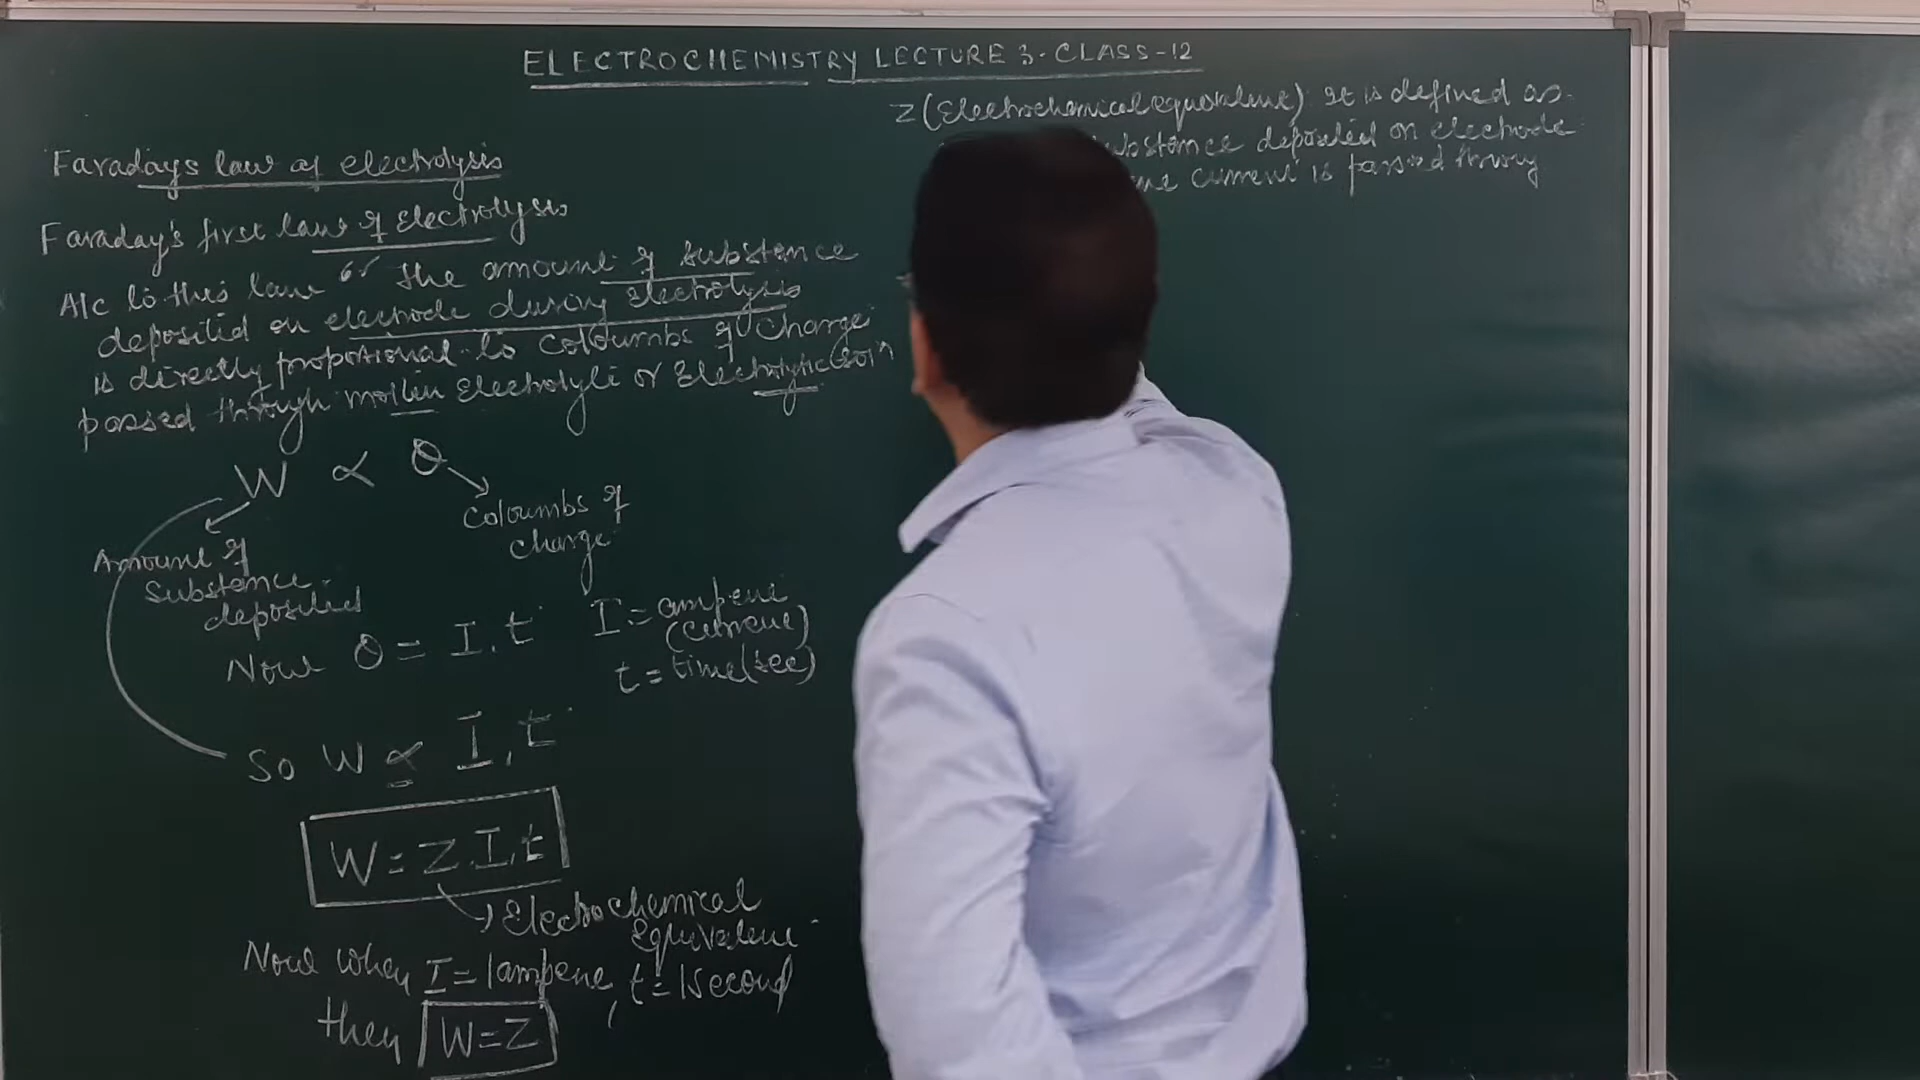 ELECTROCHEMISTRY LECTURE 3. CLASS-12
Faradays law of electrolysis
Faraday's first law of Electrolysis
A/c to this law the amount of substance
deposited on electrode during Electrolysis
is directly proportional to Coloumbs of Charge
passed through molten Electrolyte or Electrolytic soln
W ∝ Q
Coloumbs of
charge
Amount of
Substance
deposited
Now Q = I.t
I = ampere
(current)
t = time (sec)
So W ∝ I.t
W = Z.I.t
Electrochemical
Equivalent
Now when I = 1ampere, t = 1second
then W = Z
Z (Electrochemical equivalent) It is defined as
substance deposited on electrode
current is passed throug